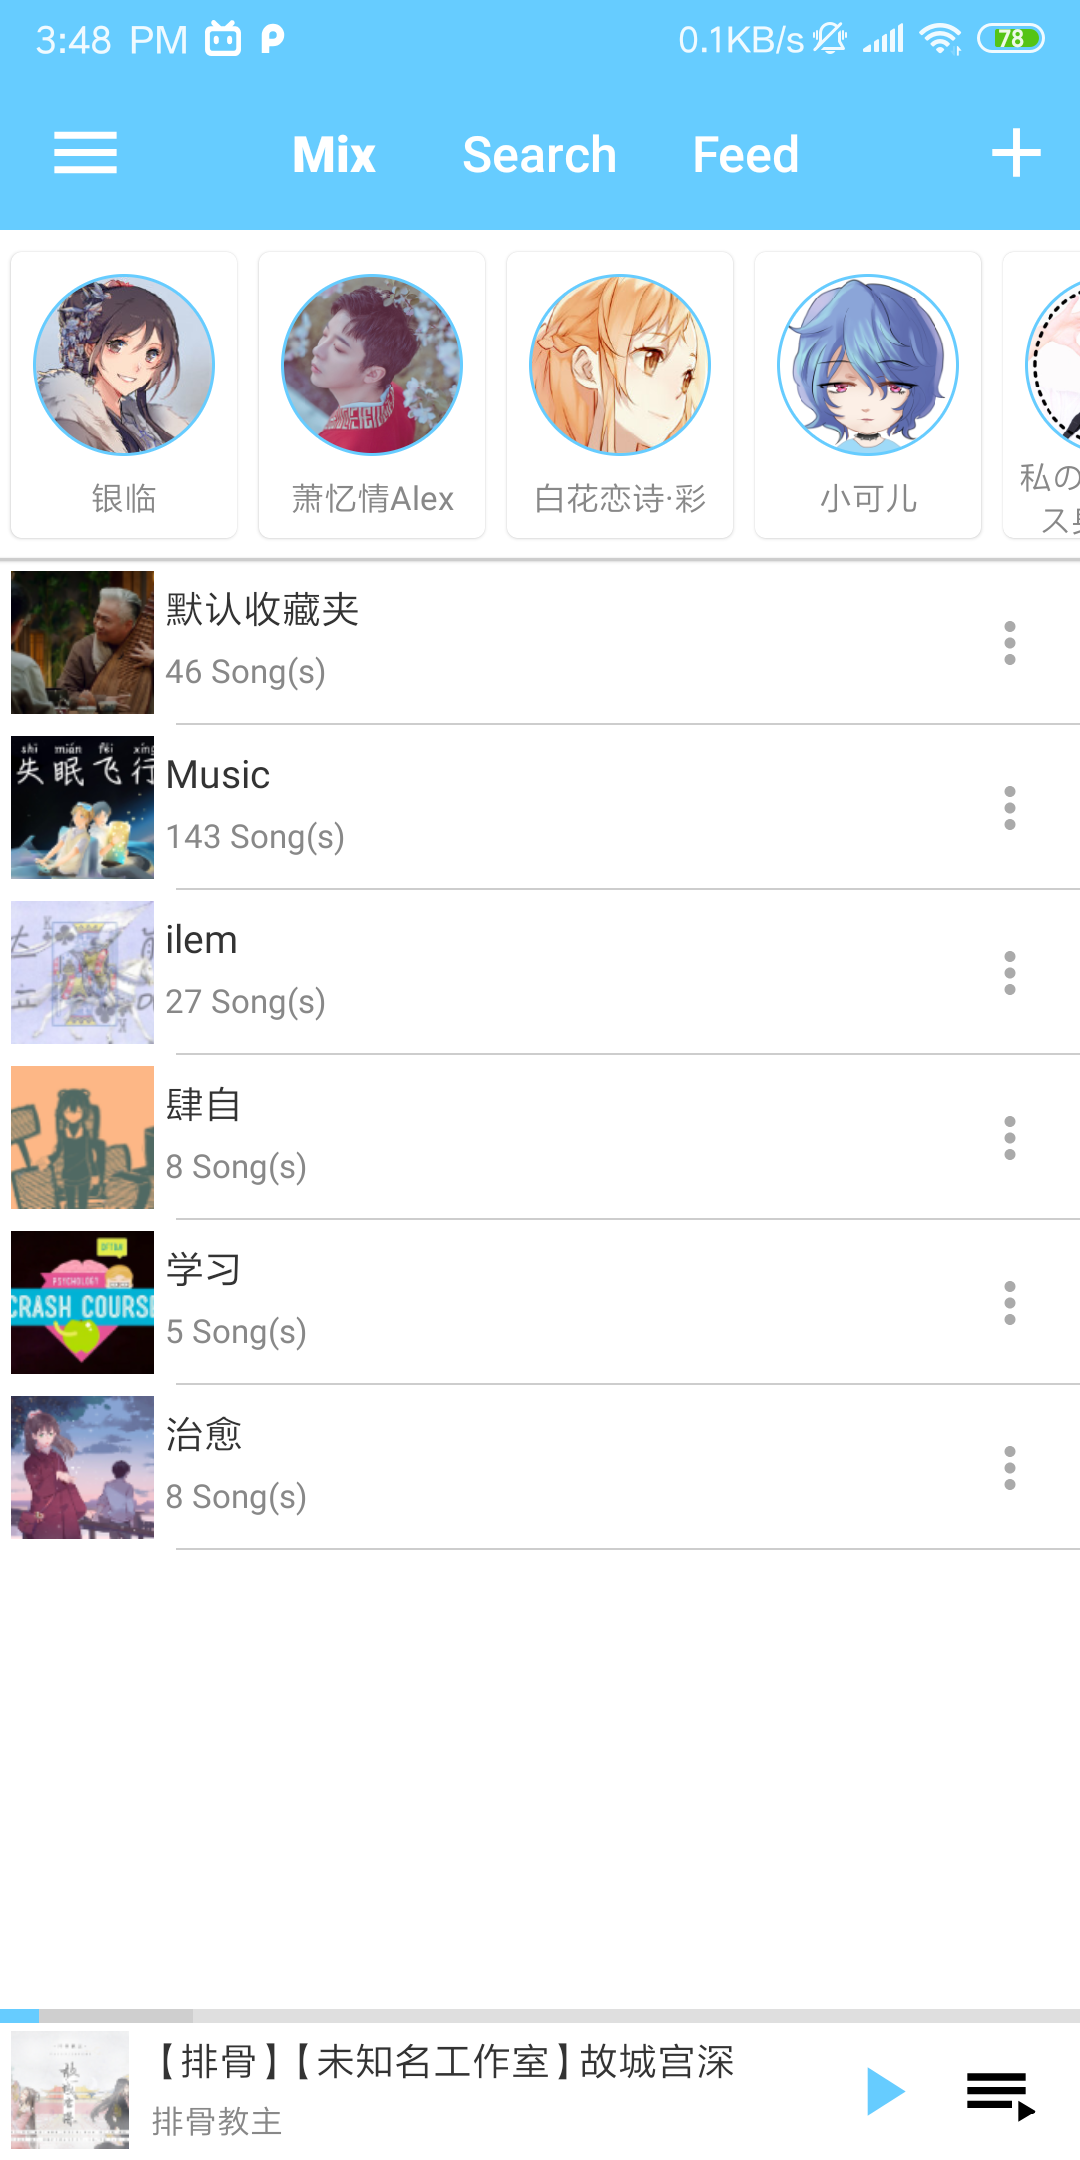 3:48 PM
0.1KB/s
78
Mix
Search
Feed
银临
萧忆情Alex
白花恋诗·彩
小可儿
私の
默认收藏夹
46 Song(s)
shī mián fēi xíng
失眠飞行
Music
143 Song(s)
ilem
27 Song(s)
肆自
8 Song(s)
DFTBA
PSYCHOLOGY
CRASH COURSE
学习
5 Song(s)
治愈
8 Song(s)
【排骨】【未知名工作室】故城宫深
排骨教主